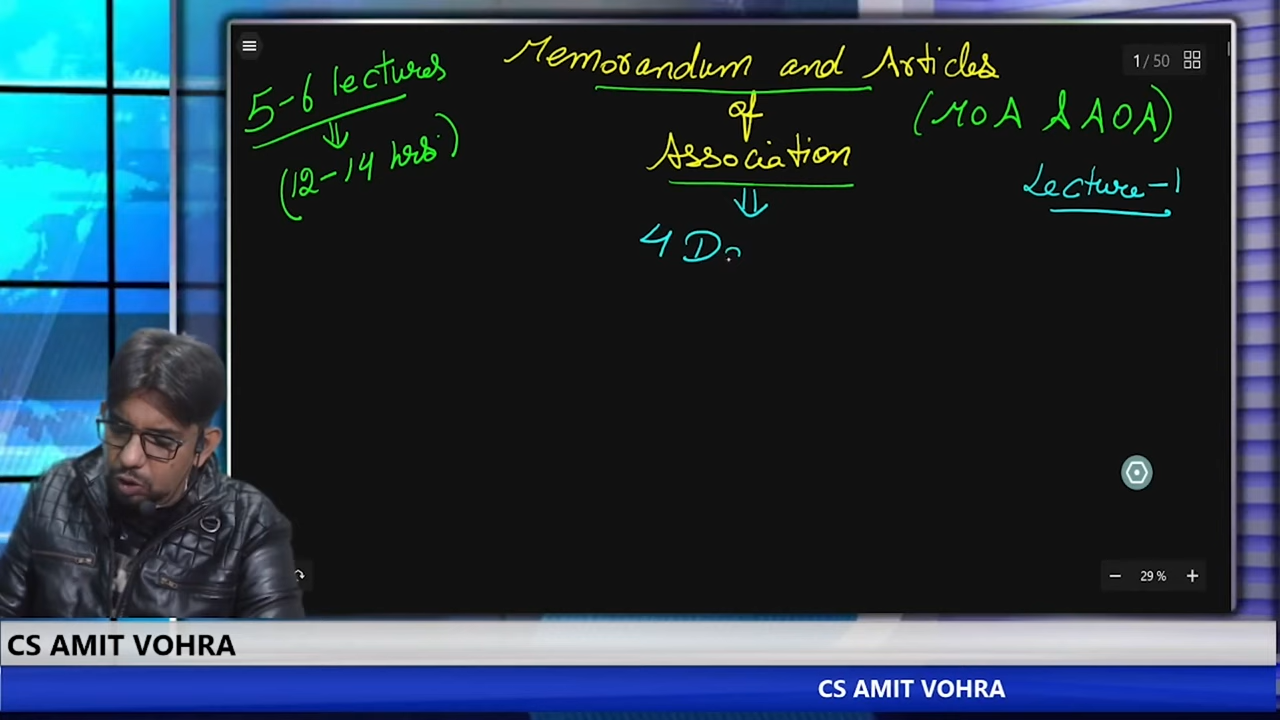 5-6 lectures
(12-14 hrs)
Memorandum and Articles
of
Association
(MOA & AOA)
Lecture-1
4 D
1/50
29%
CS AMIT VOHRA
CS AMIT VOHRA